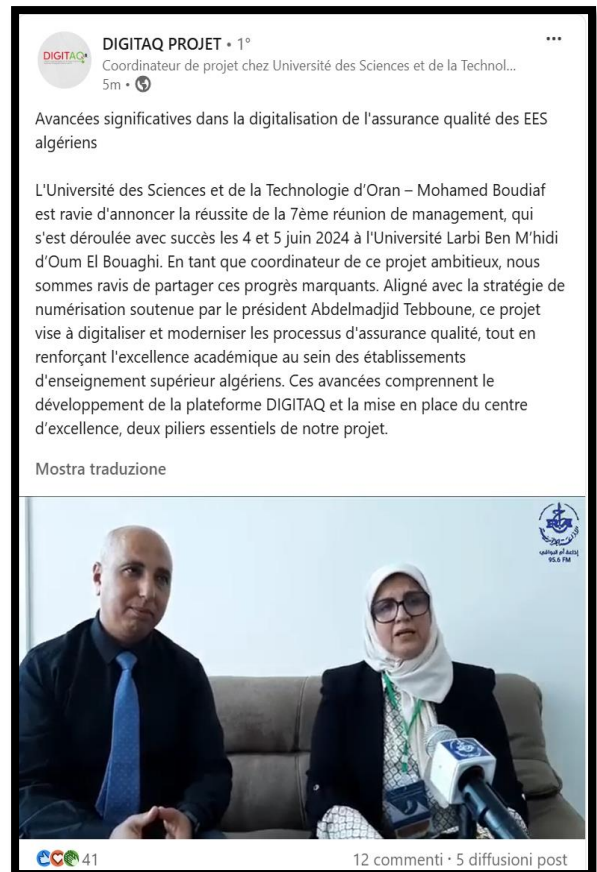 DIGITAQ
DIGITAQ PROJET • 1°
Coordinateur de projet chez Université des Sciences et de la Technol...
5m •
Avancées significatives dans la digitalisation de l'assurance qualité des EES
algériens
L'Université des Sciences et de la Technologie d’Oran – Mohamed Boudiaf
est ravie d'annoncer la réussite de la 7ème réunion de management, qui
s'est déroulée avec succès les 4 et 5 juin 2024 à l'Université Larbi Ben M’hidi
d’Oum El Bouaghi. En tant que coordinateur de ce projet ambitieux, nous
sommes ravis de partager ces progrès marquants. Aligné avec la stratégie de
numérisation soutenue par le président Abdelmadjid Tebboune, ce projet
vise à digitaliser et moderniser les processus d'assurance qualité, tout en
renforçant l'excellence académique au sein des établissements
d'enseignement supérieur algériens. Ces avancées comprennent le
développement de la plateforme DIGITAQ et la mise en place du centre
d’excellence, deux piliers essentiels de notre projet.
Mostra traduzione
إذاعة أم البواقي
95.6 FM
41
12 commenti · 5 diffusioni post